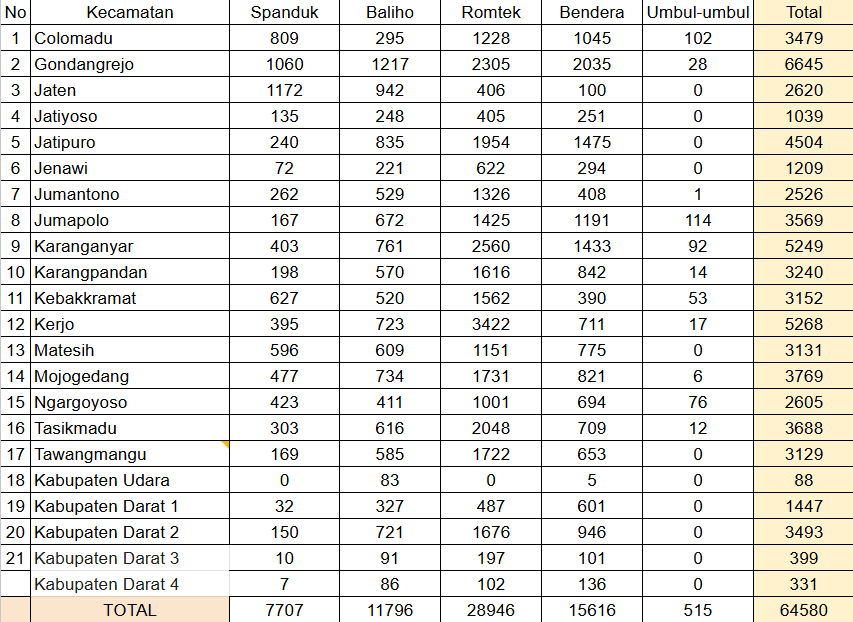 No Kecamatan Spanduk Baliho Romtek Bendera Umbul-umbul Total
1 Colomadu 809 295 1228 1045 102 3479
2 Gondangrejo 1060 1217 2305 2035 28 6645
3 Jaten 1172 942 406 100 0 2620
4 Jatiyoso 135 248 405 251 0 1039
5 Jatipuro 240 835 1954 1475 0 4504
6 Jenawi 72 221 622 294 0 1209
7 Jumantono 262 529 1326 408 1 2526
8 Jumapolo 167 672 1425 1191 114 3569
9 Karanganyar 403 761 2560 1433 92 5249
10 Karangpandan 198 570 1616 842 14 3240
11 Kebakkramat 627 520 1562 390 53 3152
12 Kerjo 395 723 3422 711 17 5268
13 Matesih 596 609 1151 775 0 3131
14 Mojogedang 477 734 1731 821 6 3769
15 Ngargoyoso 423 411 1001 694 76 2605
16 Tasikmadu 303 616 2048 709 12 3688
17 Tawangmangu 169 585 1722 653 0 3129
18 Kabupaten Udara 0 83 0 5 0 88
19 Kabupaten Darat 1 32 327 487 601 0 1447
20 Kabupaten Darat 2 150 721 1676 946 0 3493
21 Kabupaten Darat 3 10 91 197 101 0 399
Kabupaten Darat 4 7 86 102 136 0 331
TOTAL 7707 11796 28946 15616 515 64580